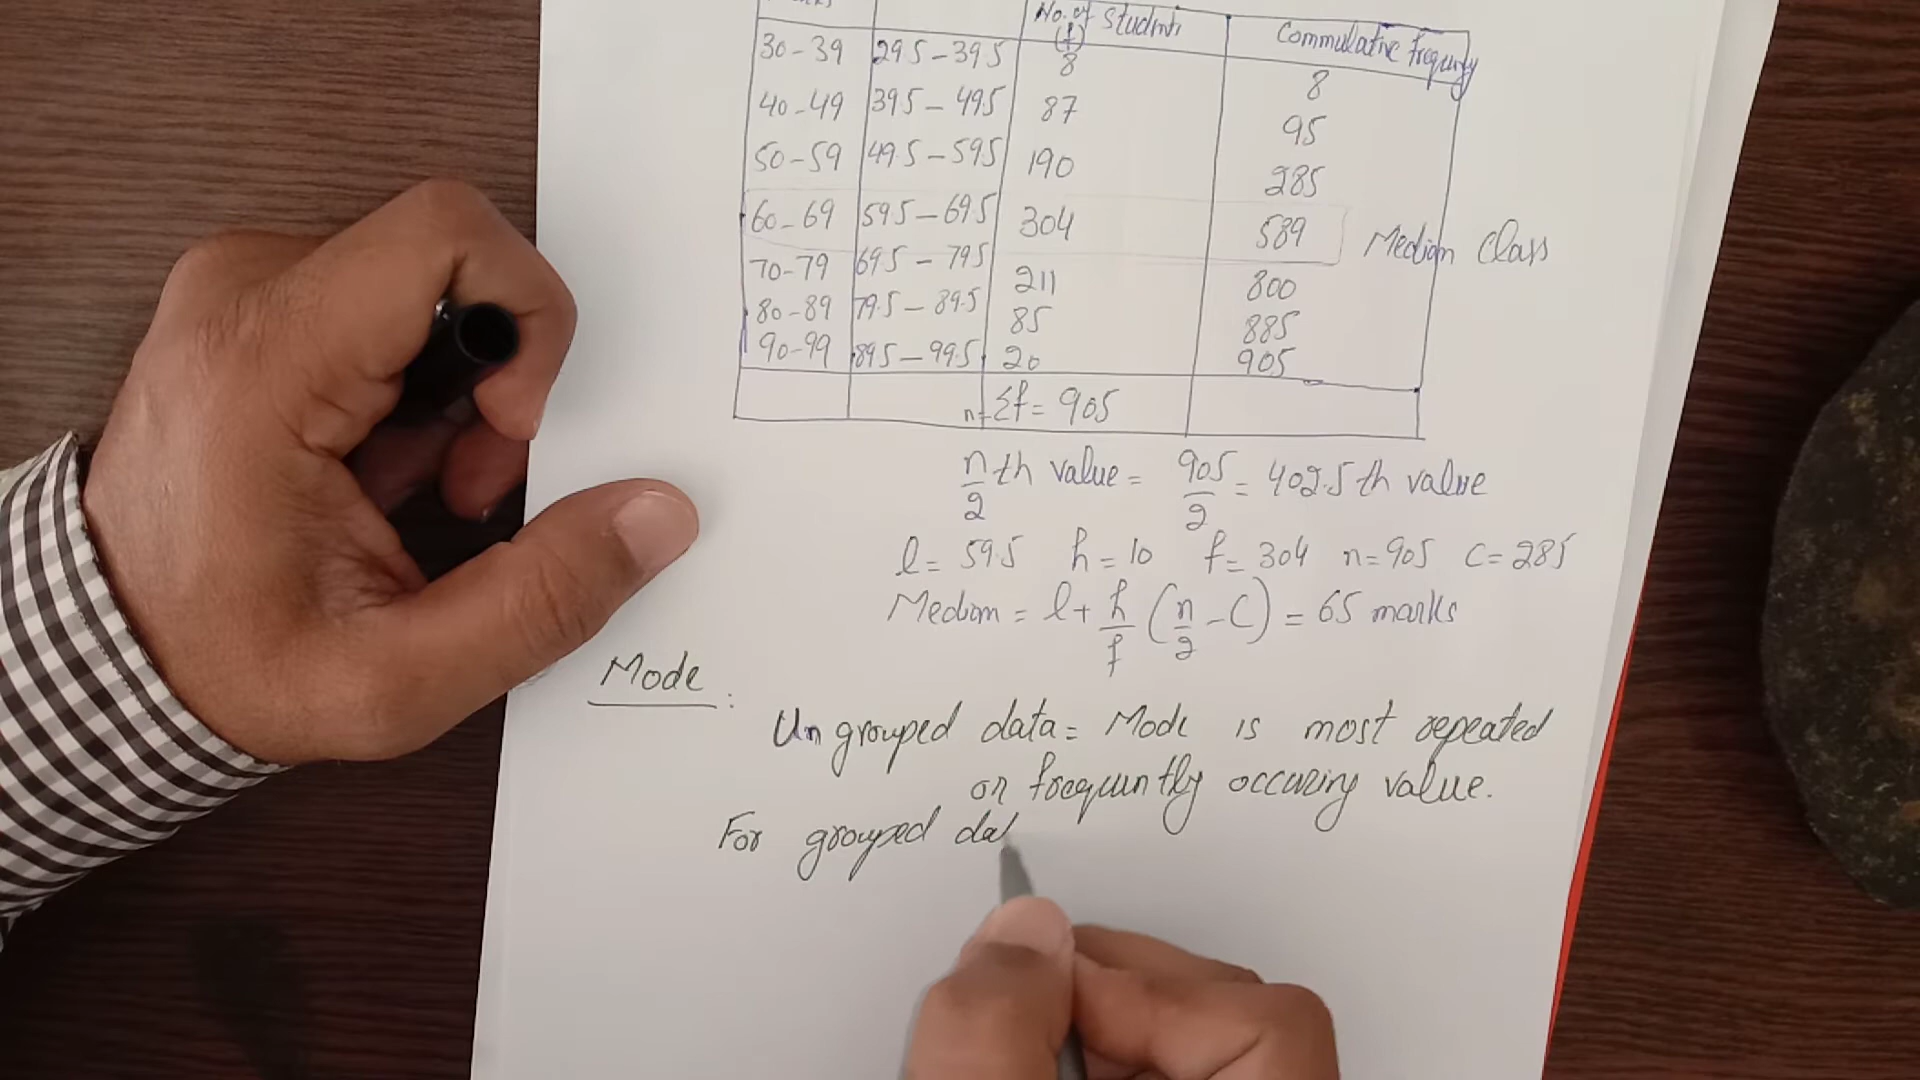 No. of Students Commulative frequency
(f)
30-39 29.5-39.5 8 8
40-49 39.5-49.5 87 95
50-59 49.5-59.5 190 285
60-69 59.5-69.5 304 589 Median Class
70-79 69.5-79.5 211 800
80-89 79.5-89.5 85 885
90-99 89.5-99.5 20 905
n=Σf=905
n/2 th value = 905/2 = 402.5 th value
l=59.5 h=10 f=304 n=905 C=285
Median = l+h/f (n/2-C) = 65 marks
Mode :
Un grouped data = Mode is most repeated
or frequently occuring value.
For grouped dat